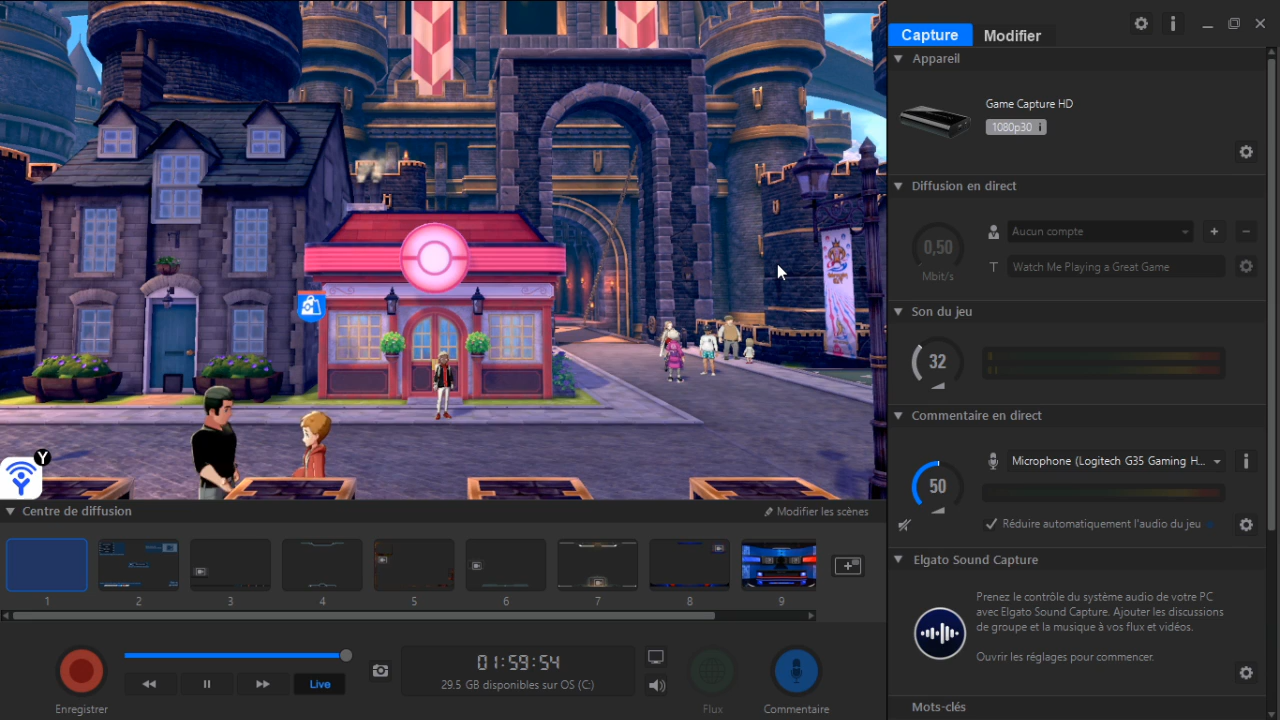 Capture
Modifier
Appareil
Game Capture HD
1080p30 i
Diffusion en direct
0,50
Mbit/s
Aucun compte
Watch Me Playing a Great Game
Son du jeu
32
Commentaire en direct
50
Microphone (Logitech G35 Gaming H...
Réduire automatiquement l'audio du jeu
Elgato Sound Capture
Prenez le contrôle du système audio de votre PC
avec Elgato Sound Capture. Ajouter les discussions
de groupe et la musique à vos flux et vidéos.
Ouvrir les réglages pour commencer.
Mots-clés
Y
Centre de diffusion
Modifier les scènes
1 2 3 4 5 6 7 8 9
Enregistrer
Live
01:59:54
29.5 GB disponibles sur OS (C:)
Flux
Commentaire